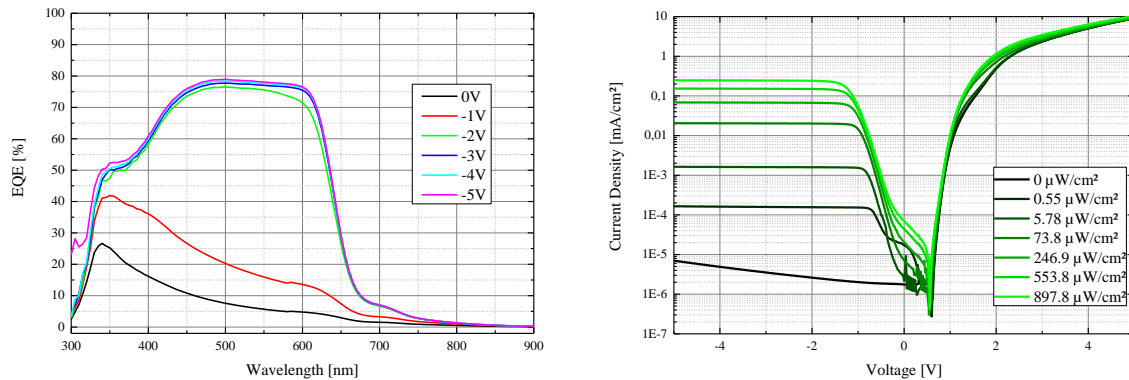 90
80
70
60
50
40
30
20
10
0
EQE [%]
300 400 500 600 700 800 900
Wavelength [nm]
0V
-1V
-2V
-3V
-4V
-5V
10
1
0,1
0,01
1E-3
1E-4
1E-5
1E-6
1E-7
Current Density [mA/cm²]
-4 -2 0 2 4
Voltage [V]
0 µW/cm²
0.55 µW/cm²
5.78 µW/cm²
73.8 µW/cm²
246.9 µW/cm²
553.8 µW/cm²
897.8 µW/cm²